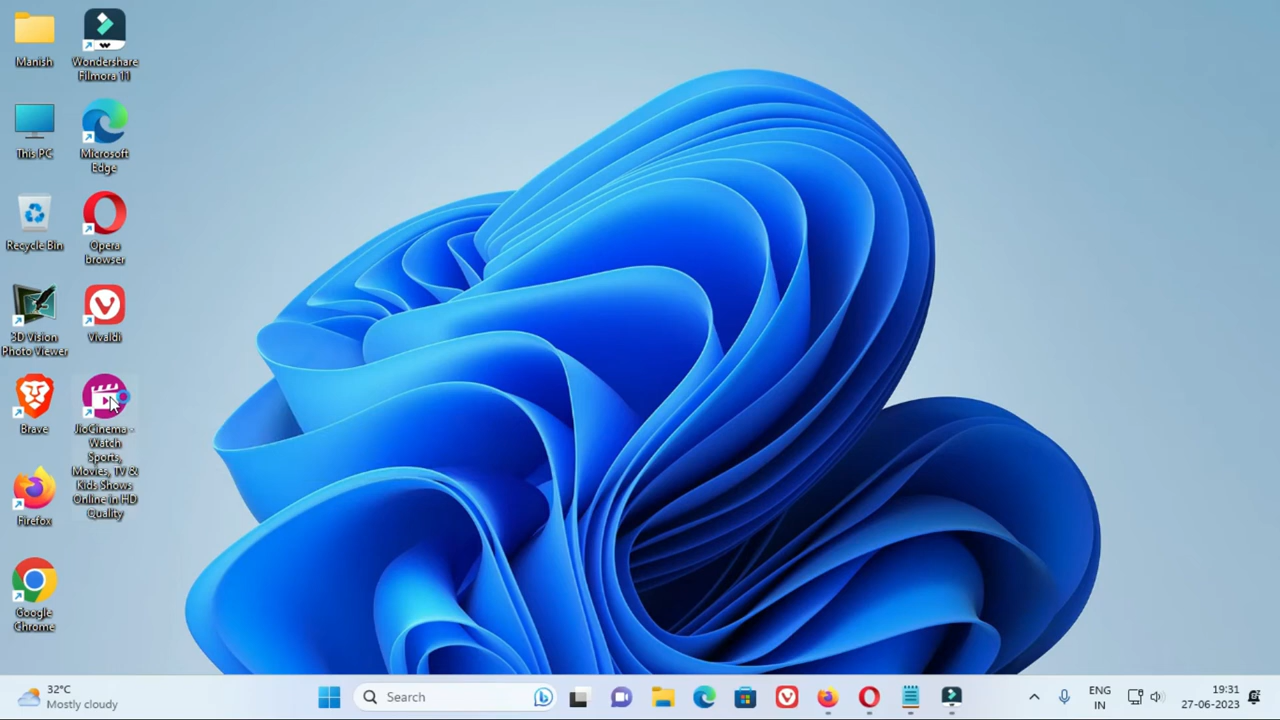 Manish
Wondershare
Filmora 11
This PC
Microsoft
Edge
Recycle Bin
Opera
browser
3D Vision
Photo Viewer
Vivaldi
Brave
JioCinema -
Watch
Sports,
Movies, TV &
Kids Shows
Online in HD
Quality
Firefox
Google
Chrome
32°C
Mostly cloudy
Search
ENG
IN
19:31
27-06-2023